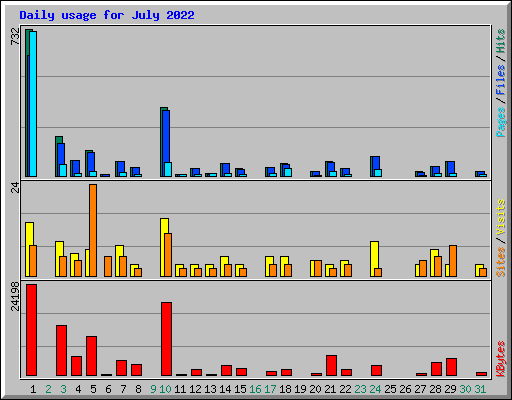 Daily usage for July 2022
732
Pages / Files / Hits
24
Sites / Visits
24198
KBytes
1 2 3 4 5 6 7 8 9 10 11 12 13 14 15 16 17 18 19 20 21 22 23 24 25 26 27 28 29 30 31